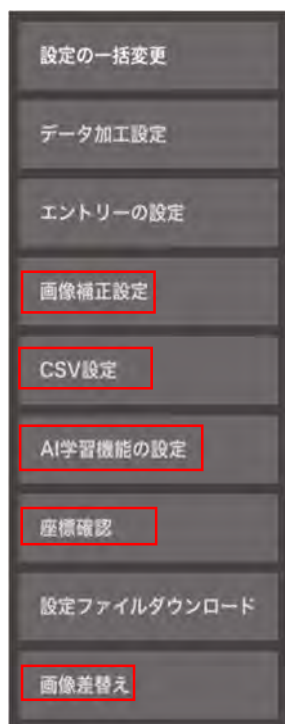 設定の一括変更
データ加工設定
エントリーの設定
画像補正設定
CSV設定
AI学習機能の設定
座標確認
設定ファイルダウンロード
画像差替え